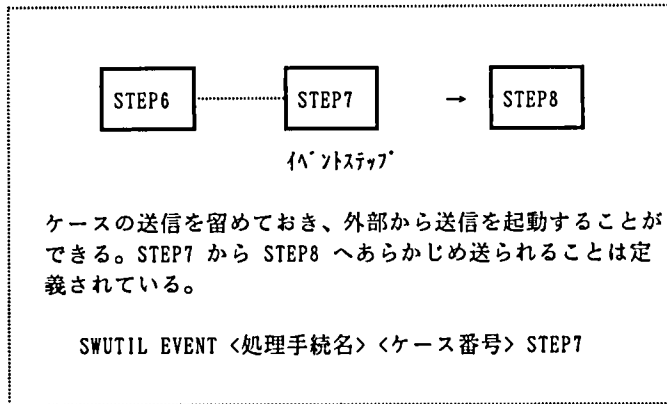 STEP6 STEP7 → STEP8
ｲﾍﾞﾝﾄｽﾃｯﾌﾟ
ケースの送信を留めておき、外部から送信を起動することが
できる。STEP7 から STEP8 へあらかじめ送られることは定
義されている。
SWUTIL EVENT <処理手続名> <ケース番号> STEP7